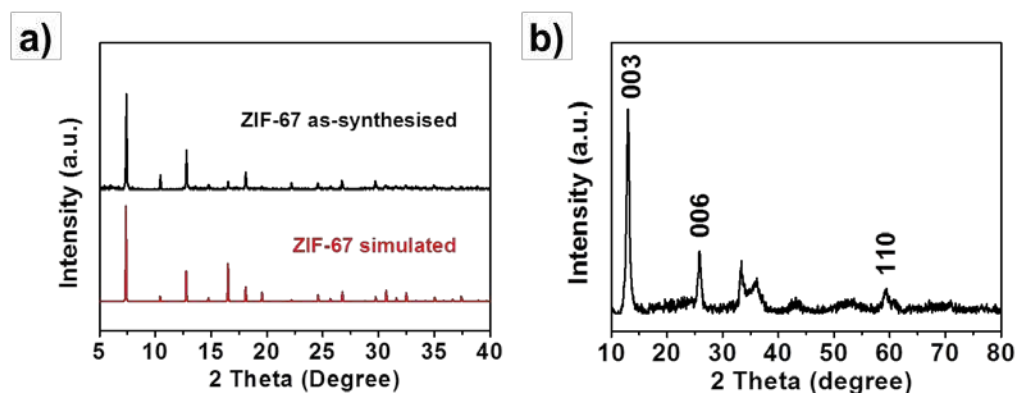 a)
ZIF-67 as-synthesised
ZIF-67 simulated
Intensity (a.u.)
5 10 15 20 25 30 35 40
2 Theta (Degree)
b)
003
006
110
Intensity (a.u.)
10 20 30 40 50 60 70 80
2 Theta (degree)